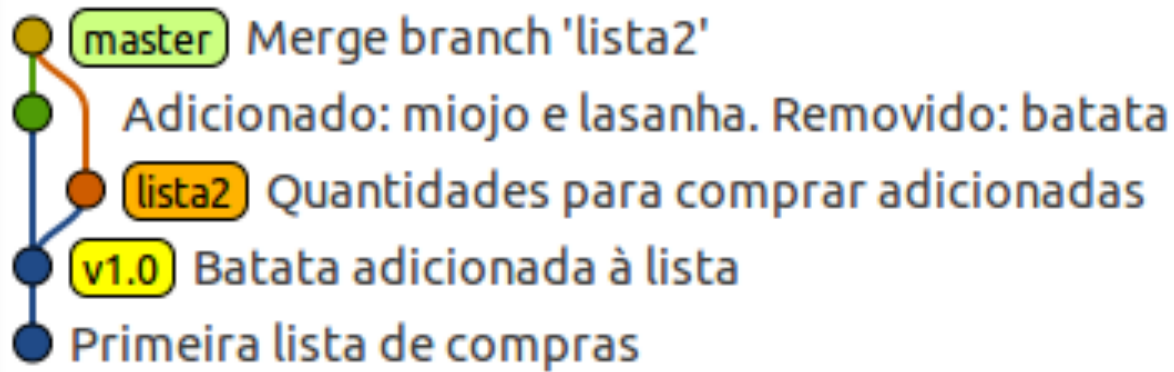 master Merge branch 'lista2'
Adicionado: miojo e lasanha. Removido: batata
lista2 Quantidades para comprar adicionadas
v1.0 Batata adicionada à lista
Primeira lista de compras